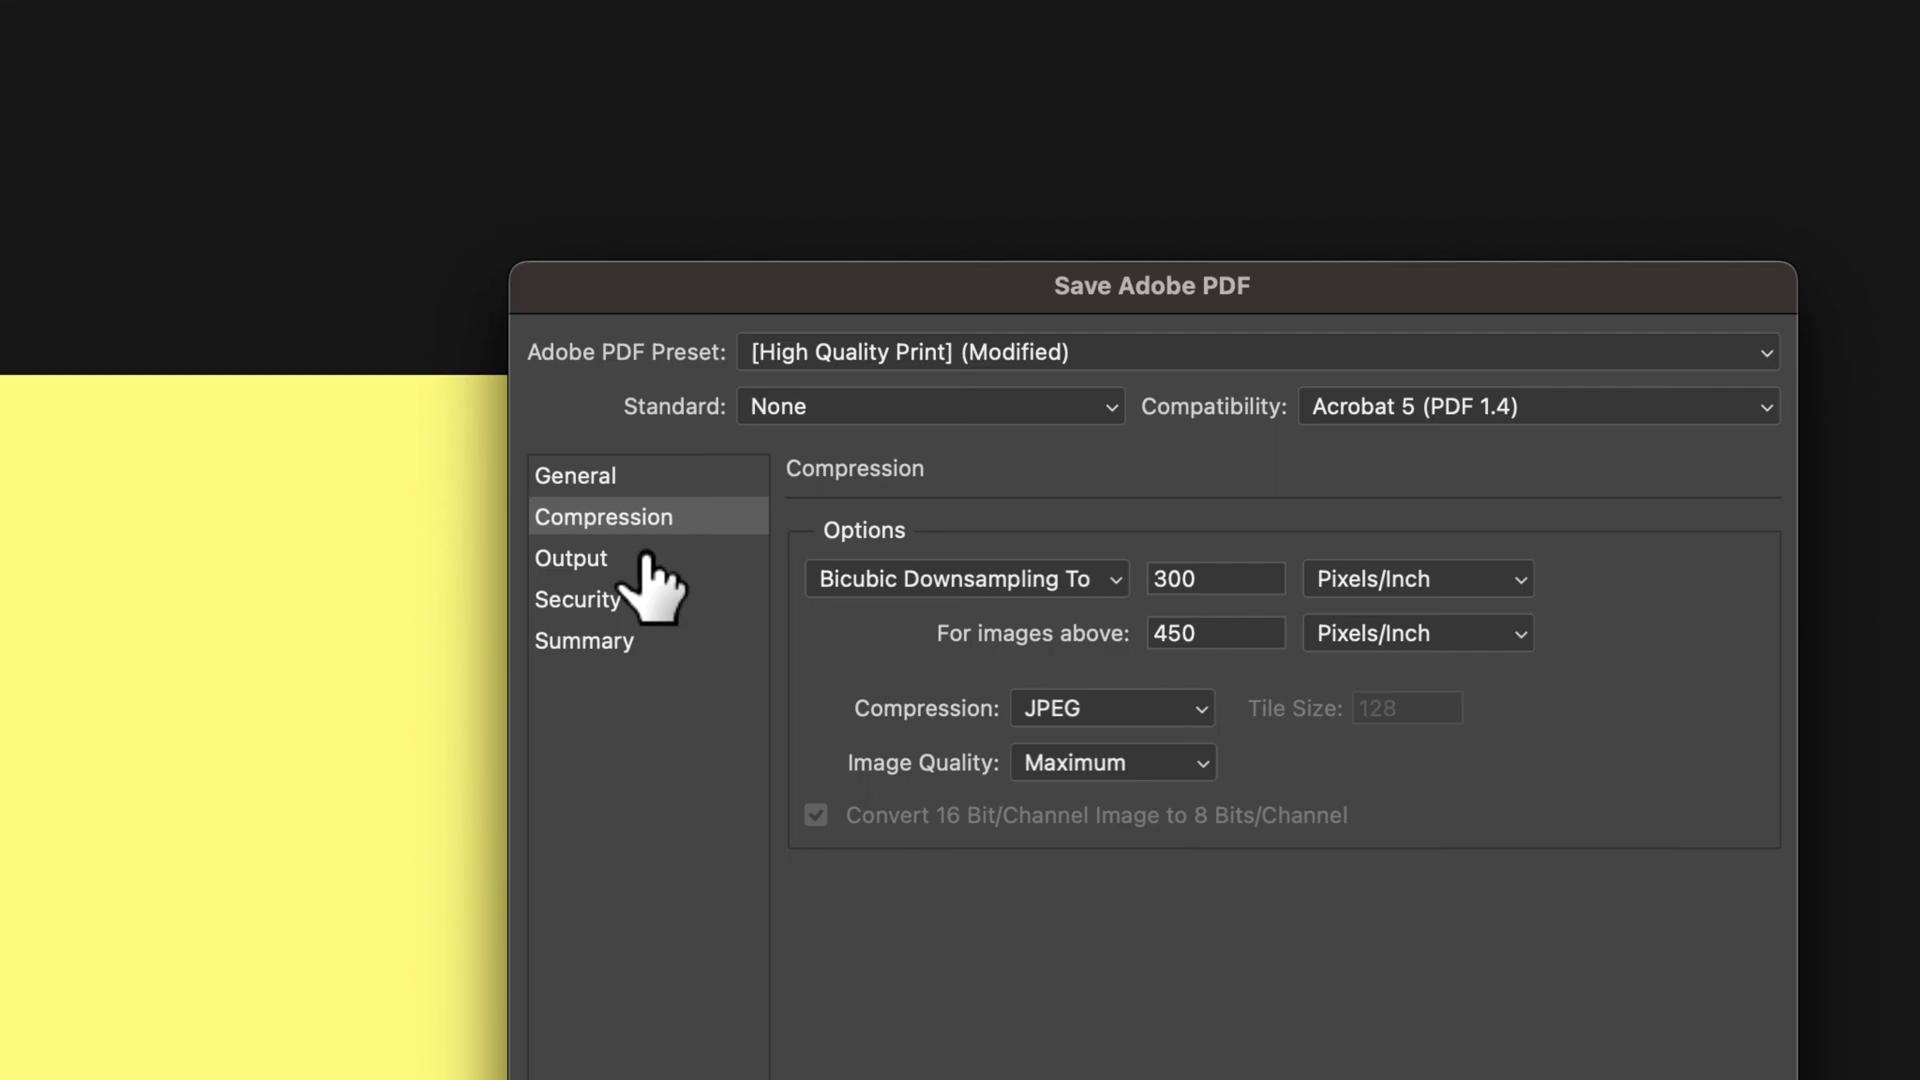 Save Adobe PDF
Adobe PDF Preset: [High Quality Print] (Modified)
Standard: None Compatibility: Acrobat 5 (PDF 1.4)
General
Compression
Output
Security
Summary
Compression
Options
Bicubic Downsampling To 300 Pixels/Inch
For images above: 450 Pixels/Inch
Compression: JPEG Tile Size: 128
Image Quality: Maximum
Convert 16 Bit/Channel Image to 8 Bits/Channel